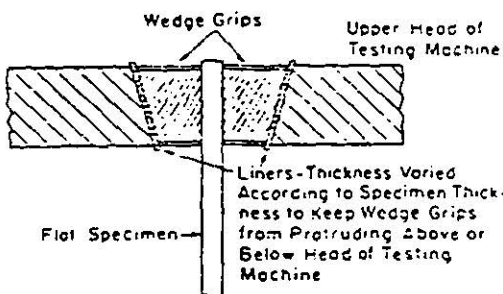 Wedge Grips
Upper Head of
Testing Machine
Liners-Thickness Varied
According to Specimen Thick-
ness to Keep Wedge Grips
from Protruding Above or
Below Head of Testing
Machine
Flat Specimen